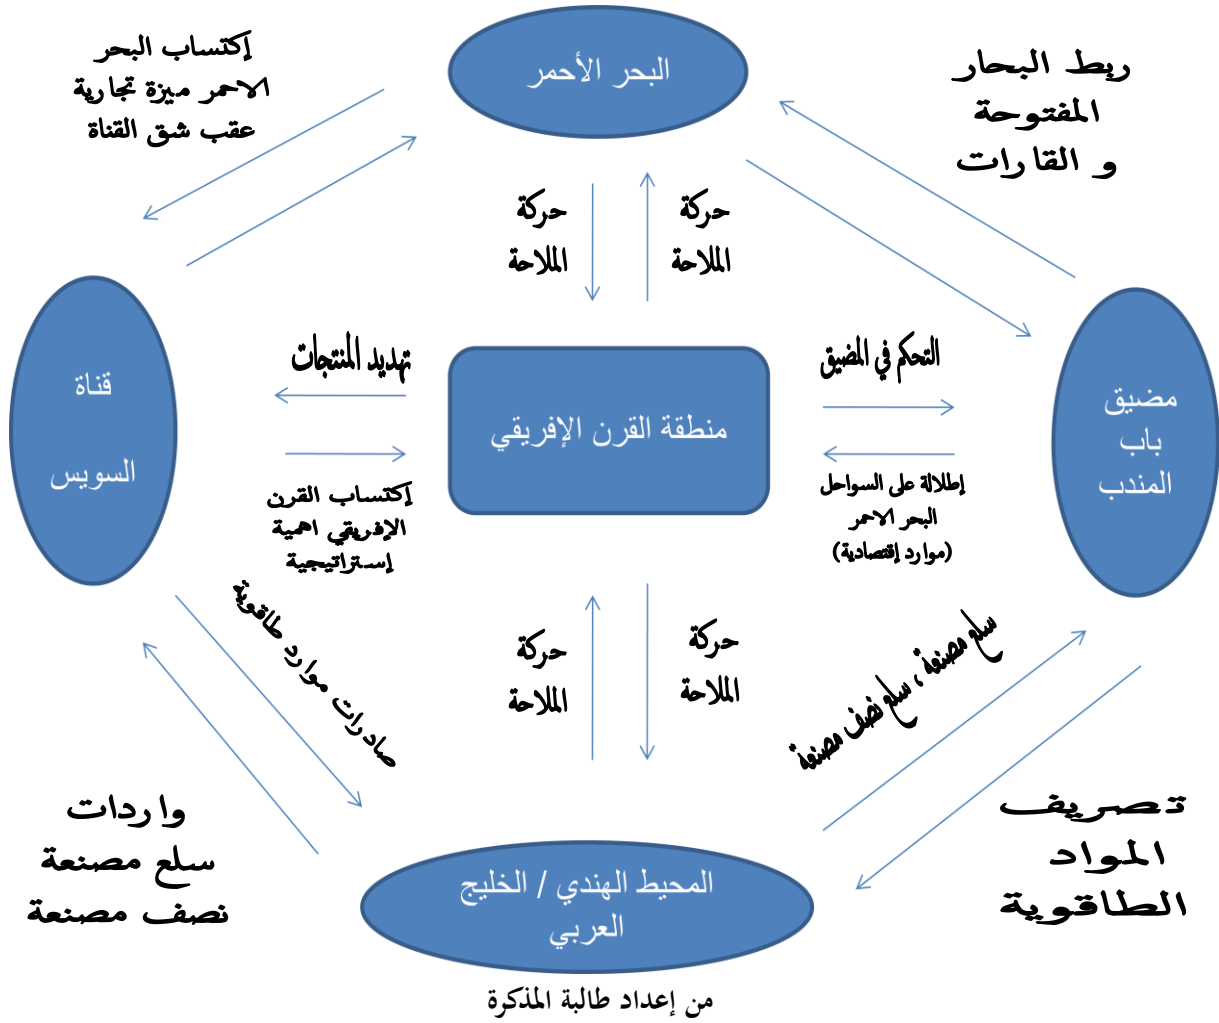 البحر الأحمر
إكتساب البحر
الاحمر ميزة تجارية
عقب شق القناة
ربط البحار
المفتوحة
و القارات
حركة
الملاحة
حركة
الملاحة
قناة
السويس
تهديد المنتجات
إكتساب القرن
الإفريقي اهمية
إستراتيجية
منطقة القرن الإفريقي
التحكم في المضيق
إطلالة على السواحل
البحر الاحمر
(موارد إقتصادية)
مضيق
باب
المندب
صادرات موارد طاقوية
حركة
الملاحة
حركة
الملاحة
سلع مصنعة ، سلع نصف مصنعة
واردات
سلع مصنعة
نصف مصنعة
تصريف
المواد
الطاقوية
المحيط الهندي / الخليج
العربي
من إعداد طالبة المذكرة